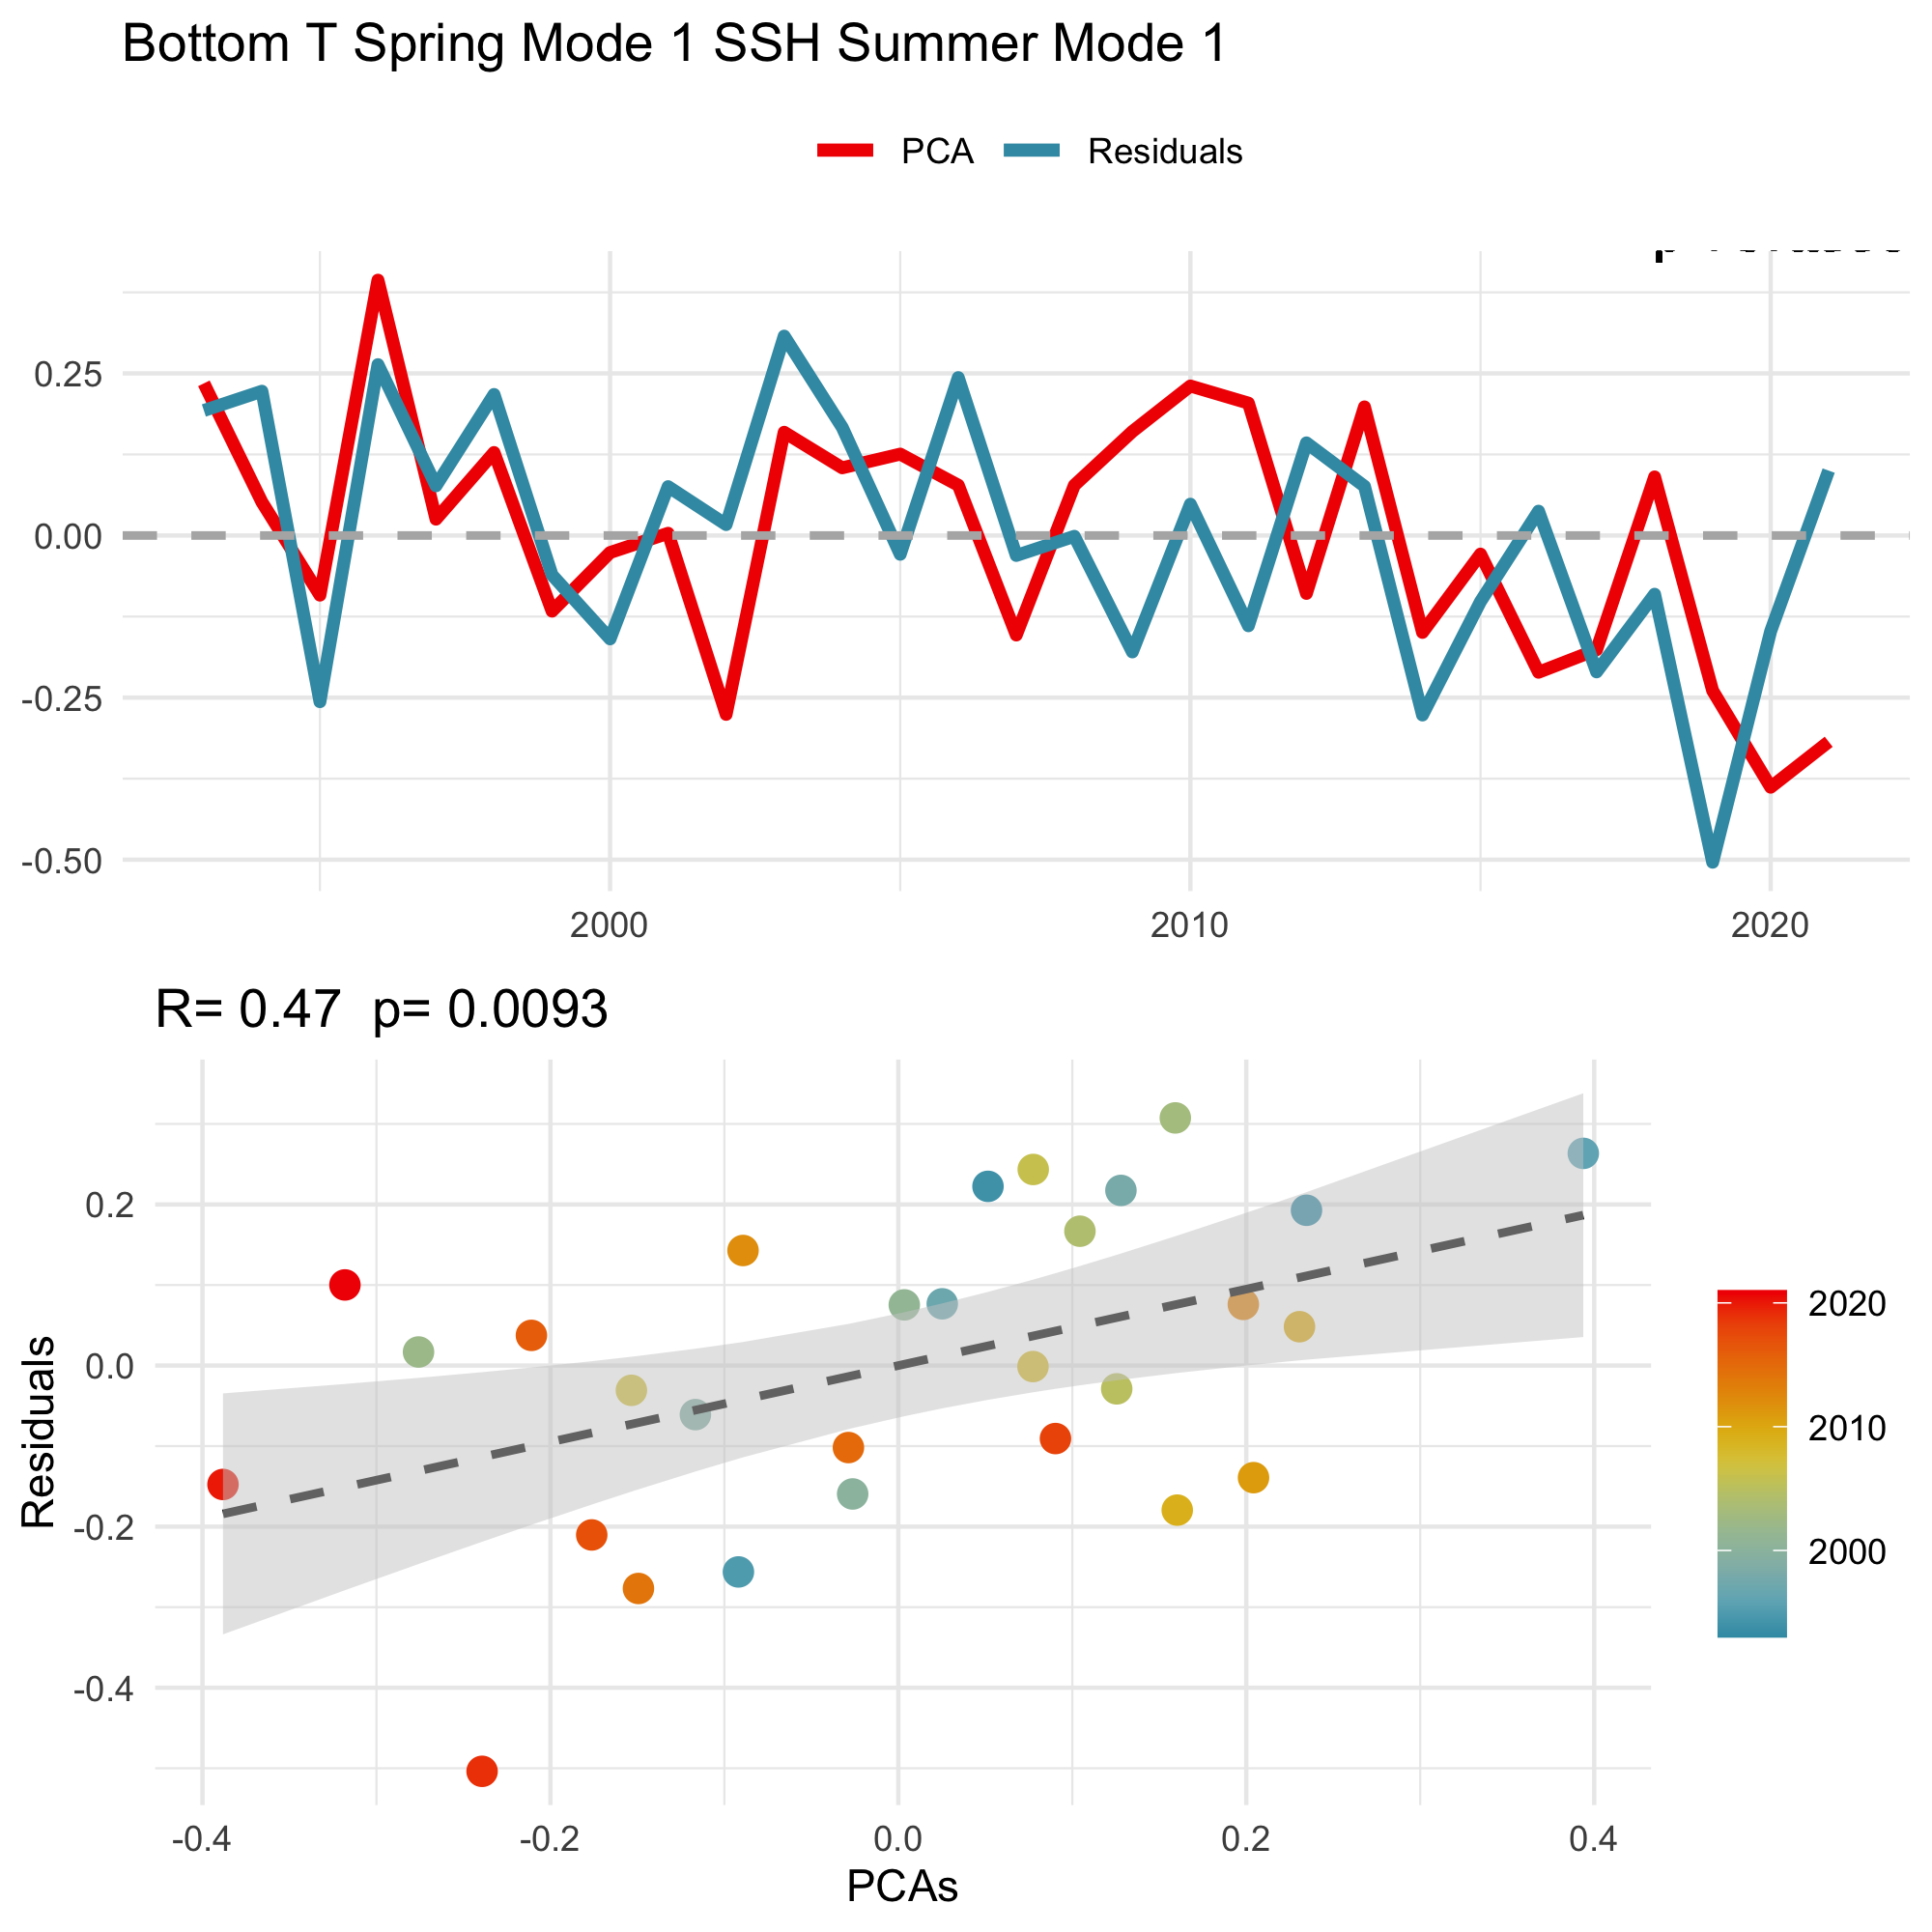 Bottom T Spring Mode 1 SSH Summer Mode 1
PCA Residuals
0.25
0.00
-0.25
-0.50
2000 2010 2020
R= 0.47 p= 0.0093
Residuals
0.2
0.0
-0.2
-0.4
-0.4 -0.2 0.0 0.2 0.4
PCAs
2020
2010
2000